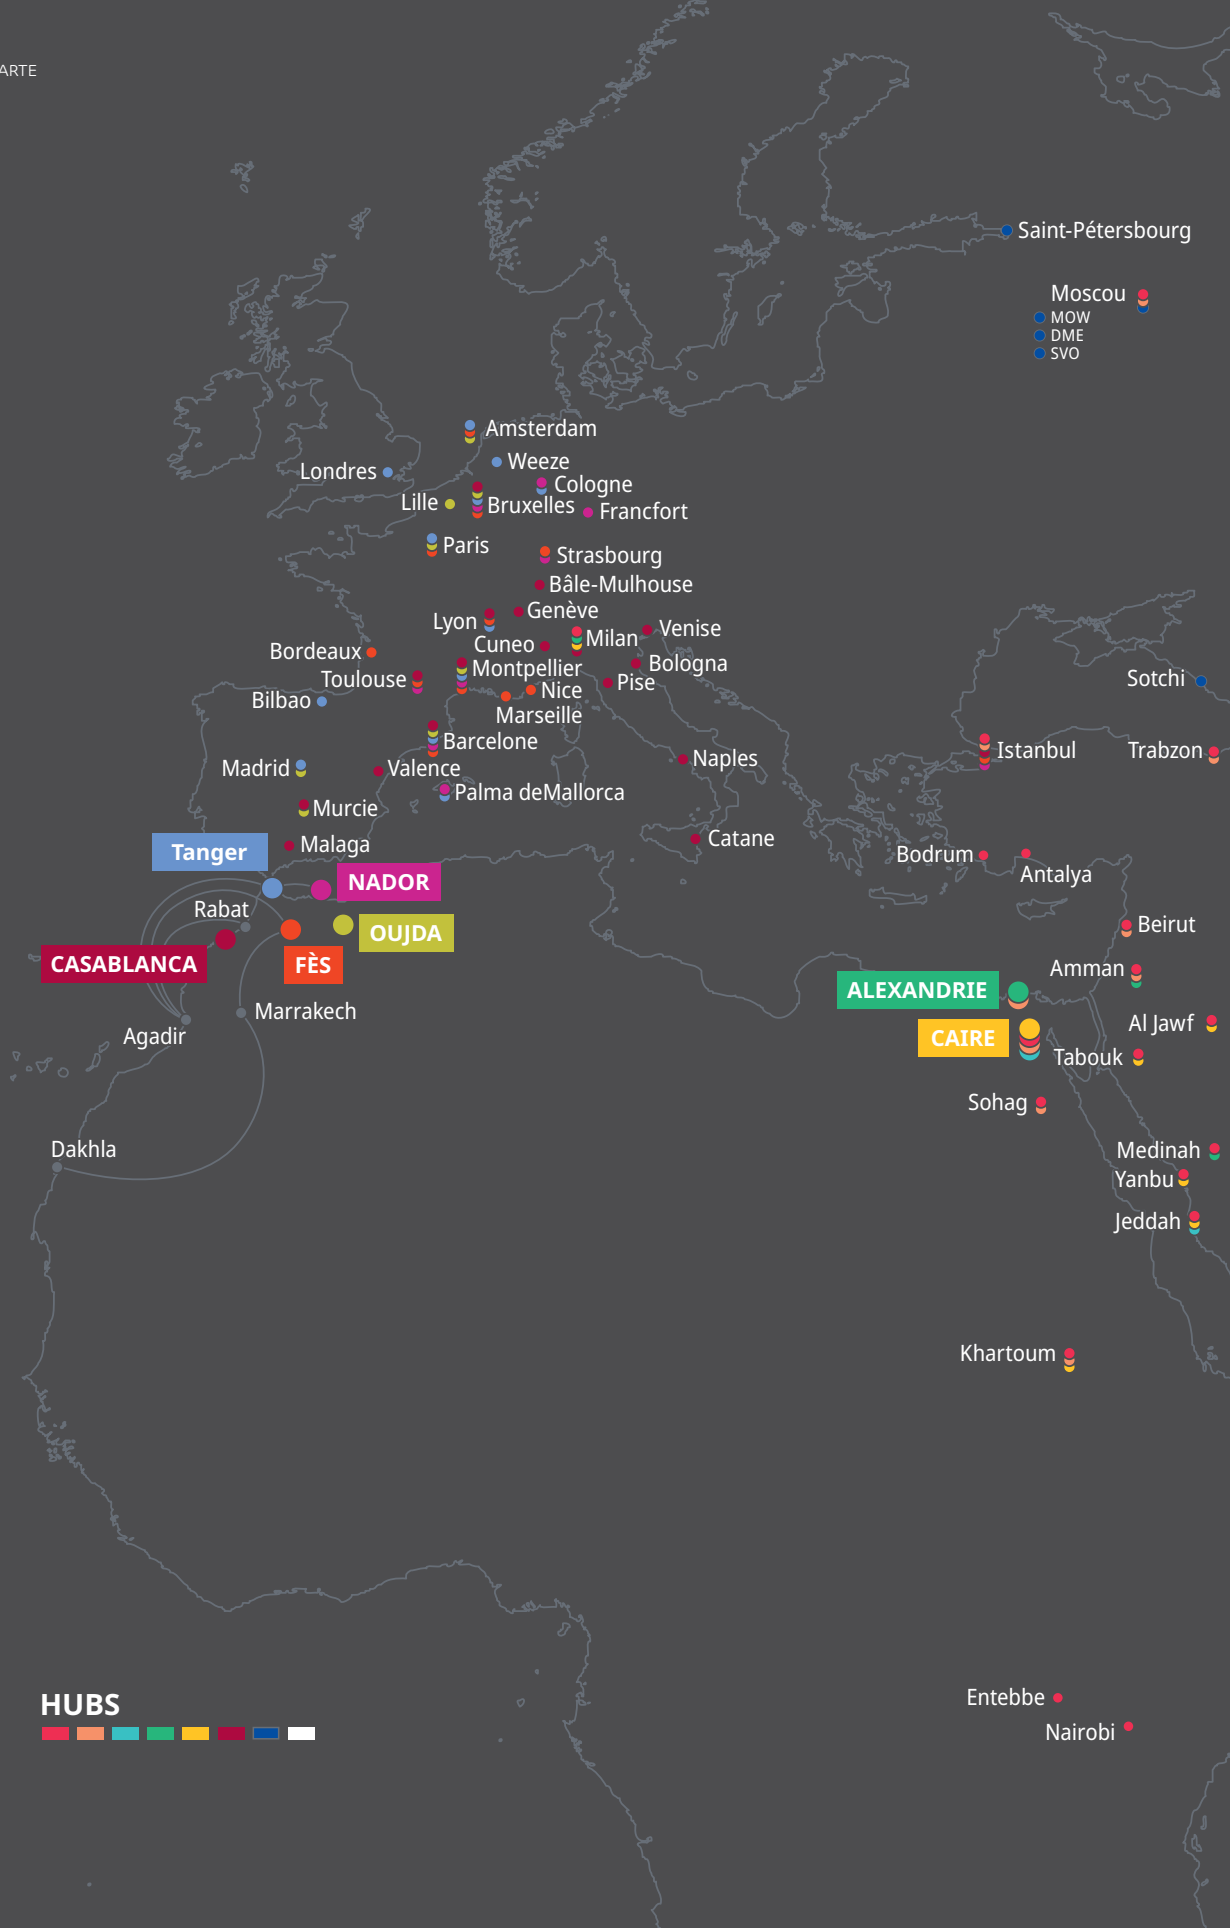 ARTE
Saint-Pétersbourg
Moscou
MOW
DME
SVO
Amsterdam
Weeze
Londres
Cologne
Lille
Bruxelles
Francfort
Paris
Strasbourg
Bâle-Mulhouse
Genève
Lyon
Venise
Milan
Cuneo
Bordeaux
Bologna
Montpellier
Toulouse
Pise
Sotchi
Nice
Bilbao
Marseille
Barcelone
Istanbul
Trabzon
Naples
Madrid
Valence
Palma deMallorca
Murcie
Catane
Malaga
Tanger
Bodrum
Antalya
NADOR
Rabat
Beirut
OUJDA
CASABLANCA
FÈS
Amman
ALEXANDRIE
Marrakech
Al Jawf
Agadir
CAIRE
Tabouk
Sohag
Dakhla
Medinah
Yanbu
Jeddah
Khartoum
Entebbe
HUBS
Nairobi